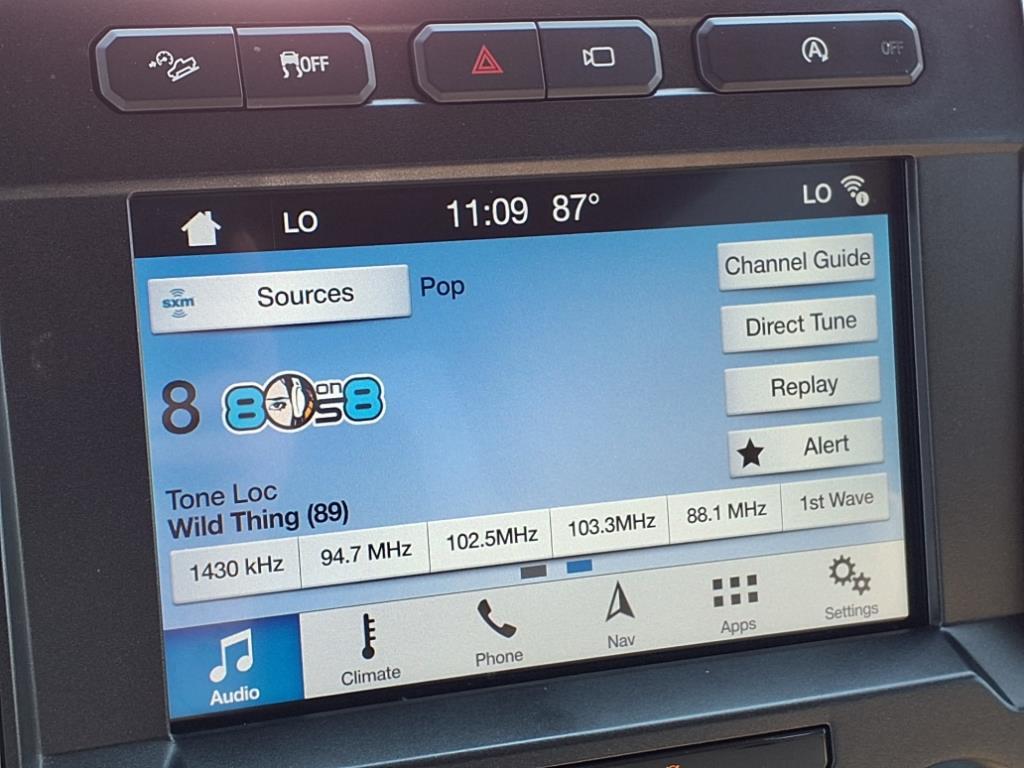 OFF
A
OFF
LO
11:09 87°
LO
sxm
Sources
Pop
Channel Guide
Direct Tune
Replay
Alert
8
80s on 8
Tone Loc
Wild Thing (89)
1430 kHz
94.7 MHz
102.5MHz
103.3MHz
88.1 MHz
1st Wave
Audio
Climate
Phone
Nav
Apps
Settings